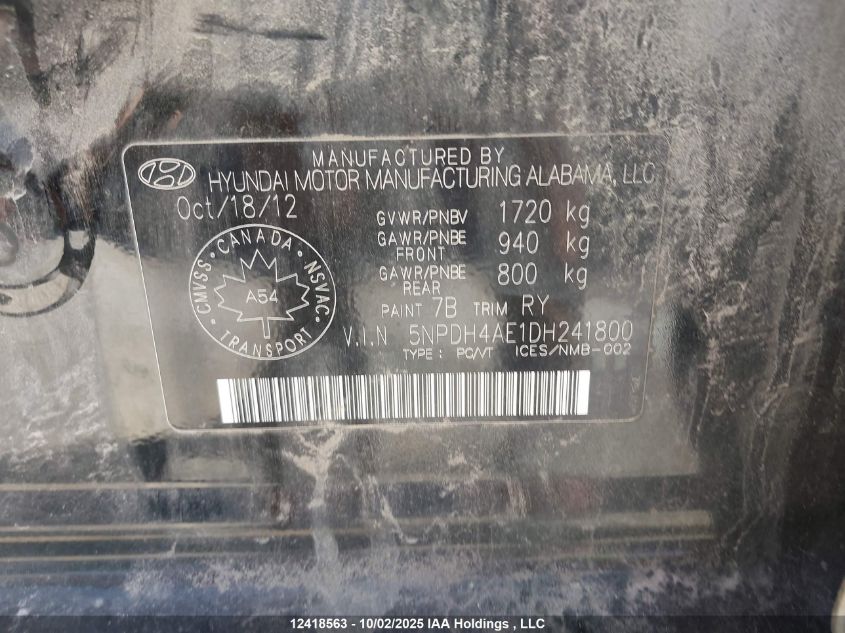 MANUFACTURED BY
HYUNDAI MOTOR MANUFACTURING ALABAMA, LLC
Oct/18/12
GVWR/PNBV 1720 kg
GAWR/PNBE FRONT 940 kg
GAWR/PNBE REAR 800 kg
CANADA
CMVSS NSVAC
A54
TRANSPORT
PAINT 7B TRIM RY
V.I.N 5NPDH4AE1DH241800
TYPE : PC/VT ICES/NMB-002
12418563 - 10/02/2025 IAA Holdings , LLC